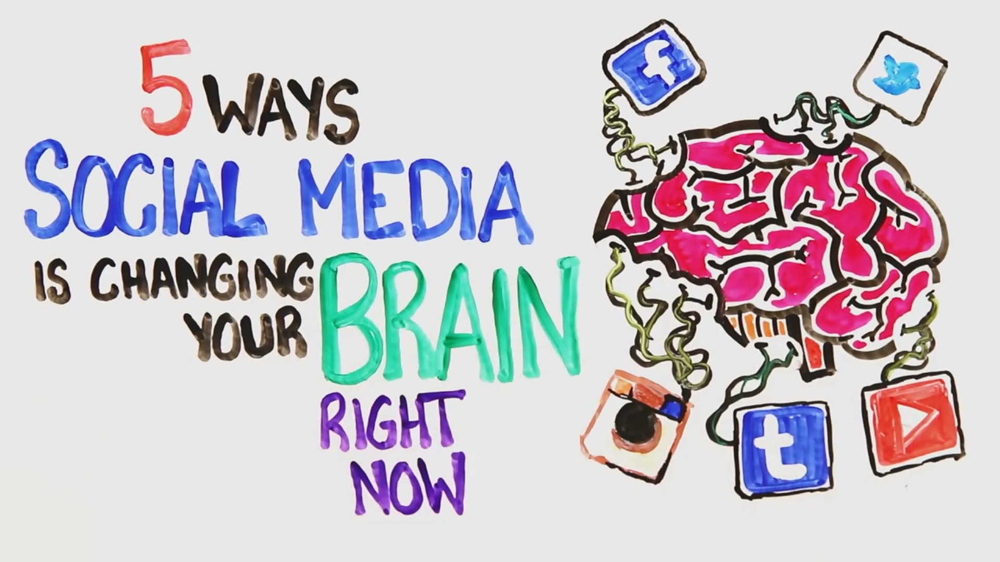 5 WAYS
SOCIAL MEDIA
IS CHANGING
YOUR BRAIN
RIGHT
NOW
f
t